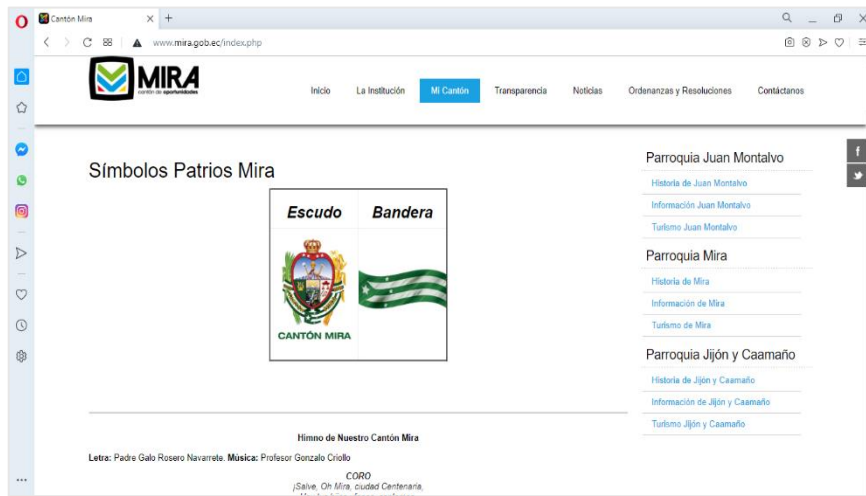 Cantón Mira
www.mira.gob.ec/index.php
MIRA
cantón de oportunidades
Inicio
La Institución
Mi Cantón
Transparencia
Noticias
Ordenanzas y Resoluciones
Contáctanos
Símbolos Patrios Mira
Escudo
Bandera
CANTÓN MIRA
Himno de Nuestro Cantón Mira
Letra: Padre Galo Rosero Navarrete. Música: Profesor Gonzalo Criollo
CORO
¡Salve, Oh Mira, ciudad Centenaria,
Parroquia Juan Montalvo
Historia de Juan Montalvo
Información Juan Montalvo
Turismo Juan Montalvo
Parroquia Mira
Historia de Mira
Información de Mira
Turismo de Mira
Parroquia Jijón y Caamaño
Historia de Jijón y Caamaño
Información de Jijón y Caamaño
Turismo Jijón y Caamaño